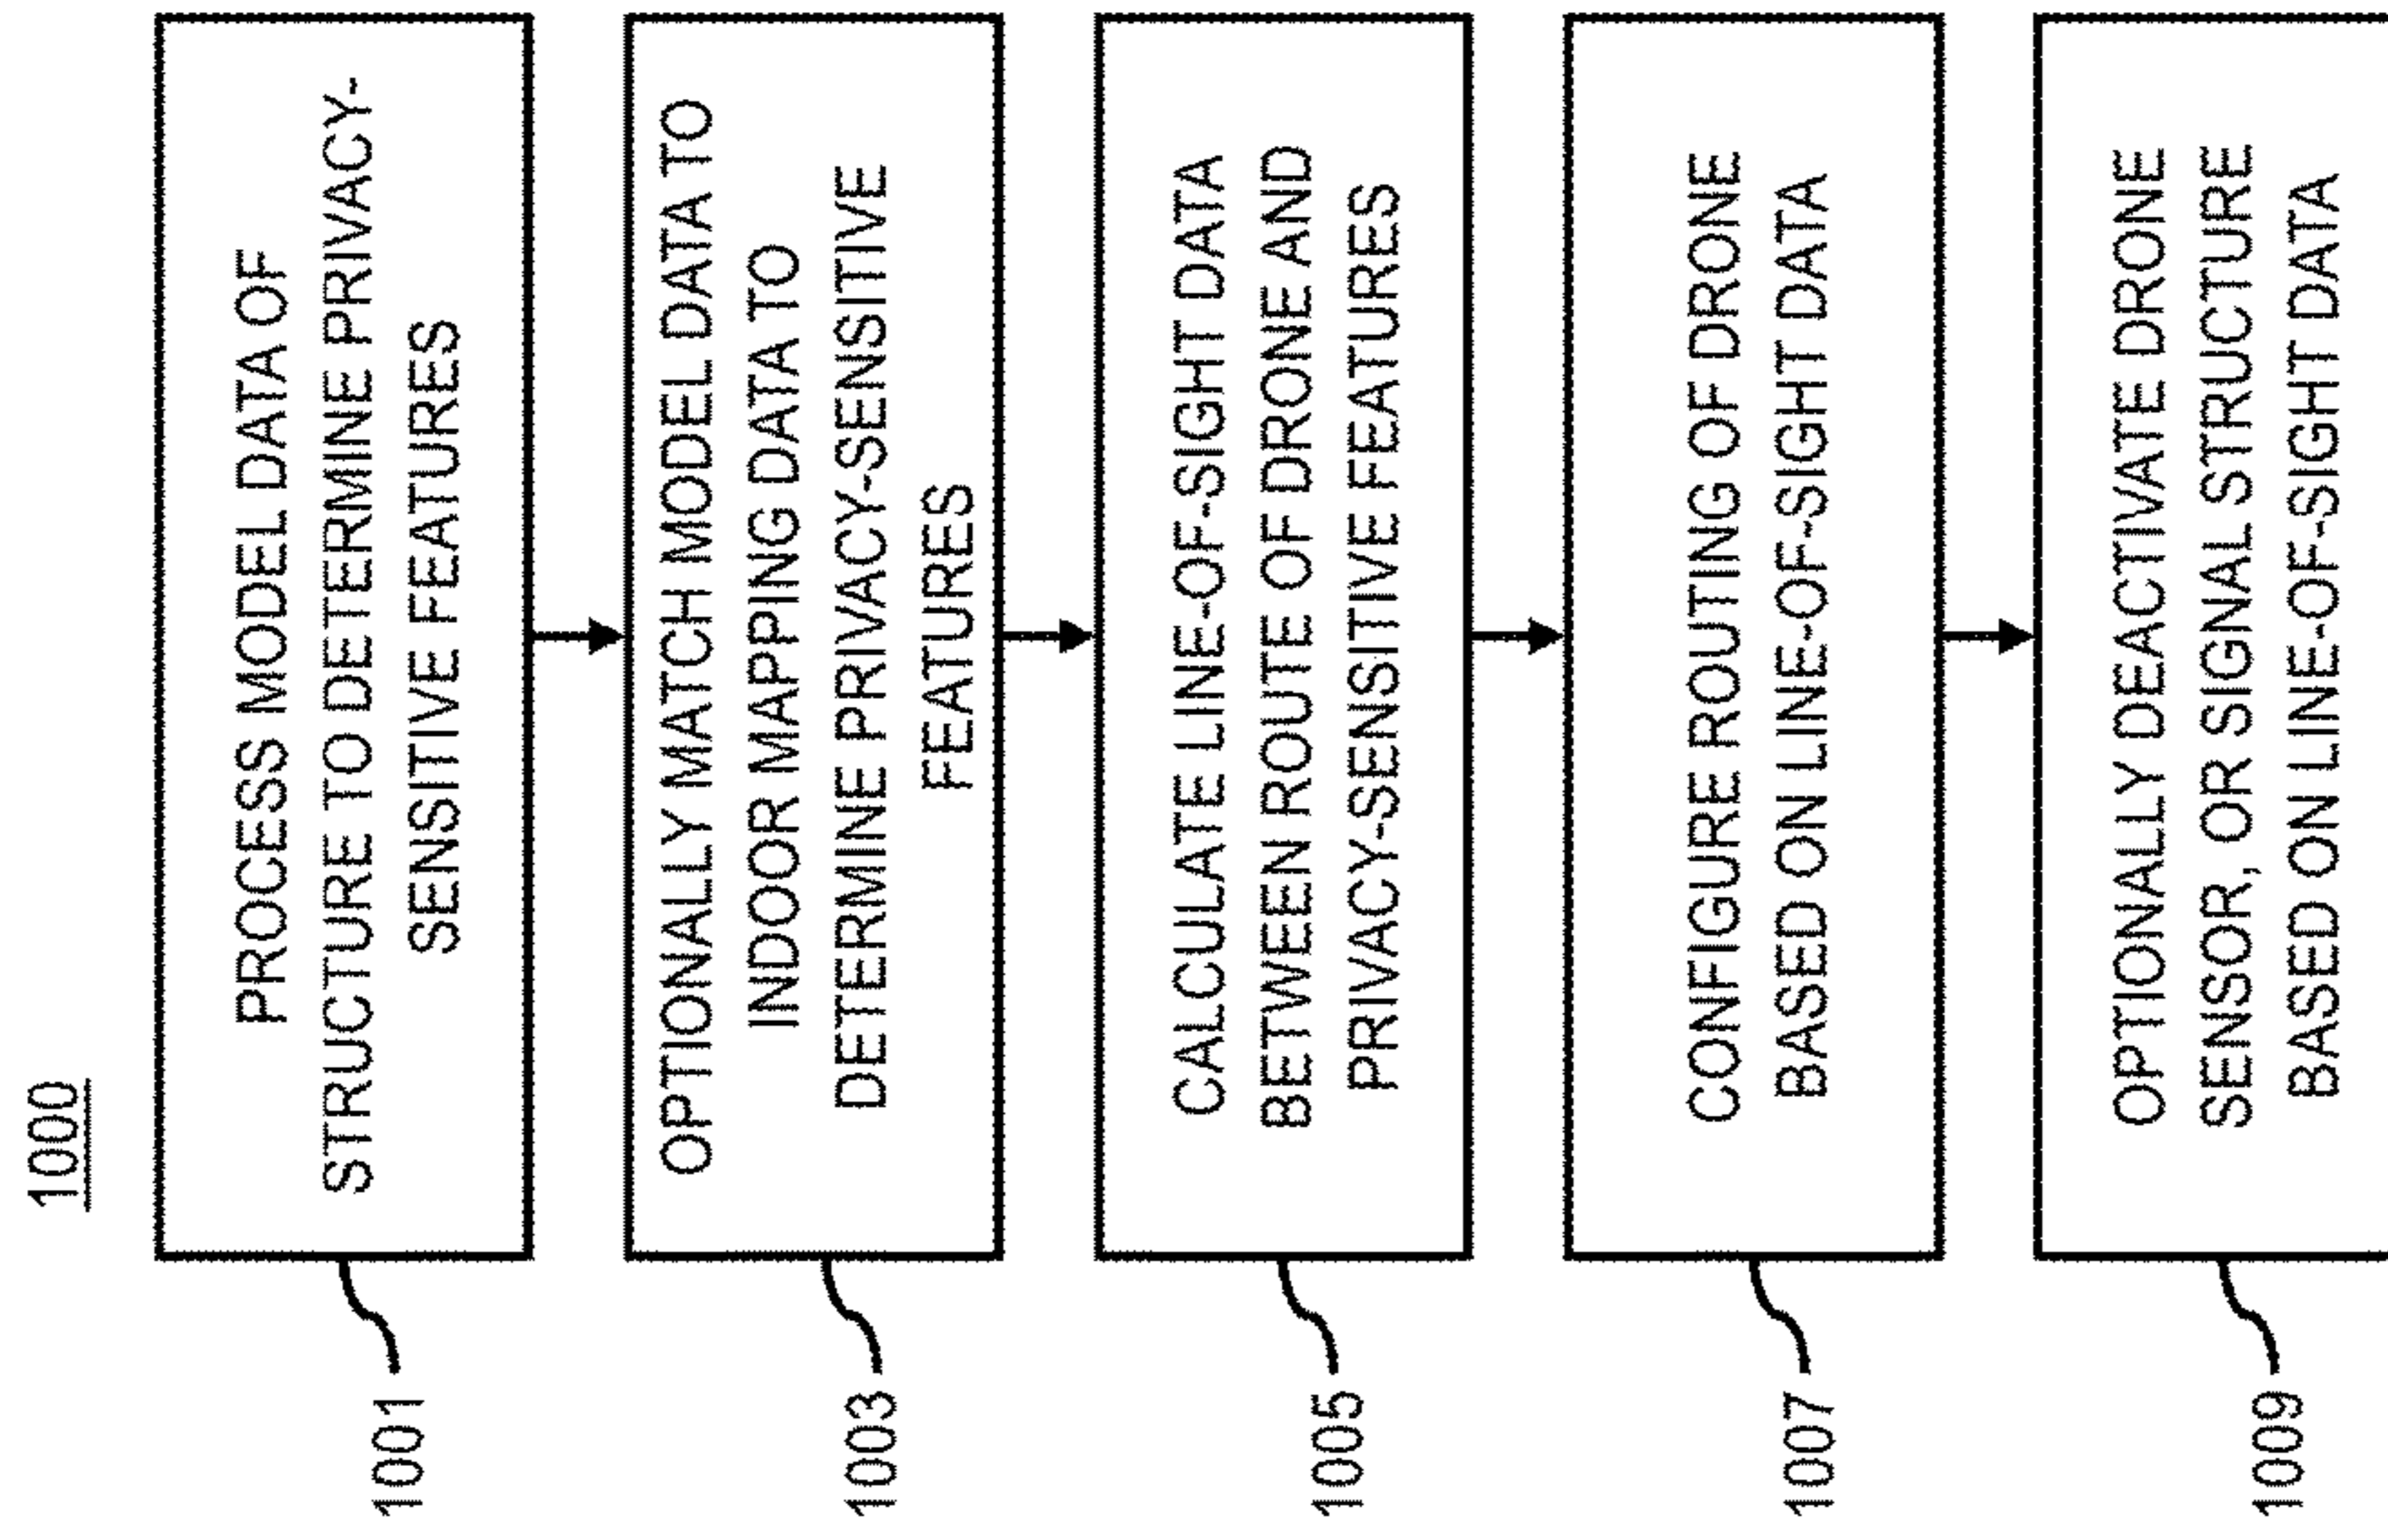 1000
1001
PROCESS MODEL DATA OF
STRUCTURE TO DETERMINE PRIVACY-
SENSITIVE FEATURES
1003
OPTIONALLY MATCH MODEL DATA TO
INDOOR MAPPING DATA TO
DETERMINE PRIVACY-SENSITIVE
FEATURES
1005
CALCULATE LINE-OF-SIGHT DATA
BETWEEN ROUTE OF DRONE AND
PRIVACY-SENSITIVE FEATURES
1007
CONFIGURE ROUTING OF DRONE
BASED ON LINE-OF-SIGHT DATA
1009
OPTIONALLY DEACTIVATE DRONE
SENSOR, OR SIGNAL STRUCTURE
BASED ON LINE-OF-SIGHT DATA